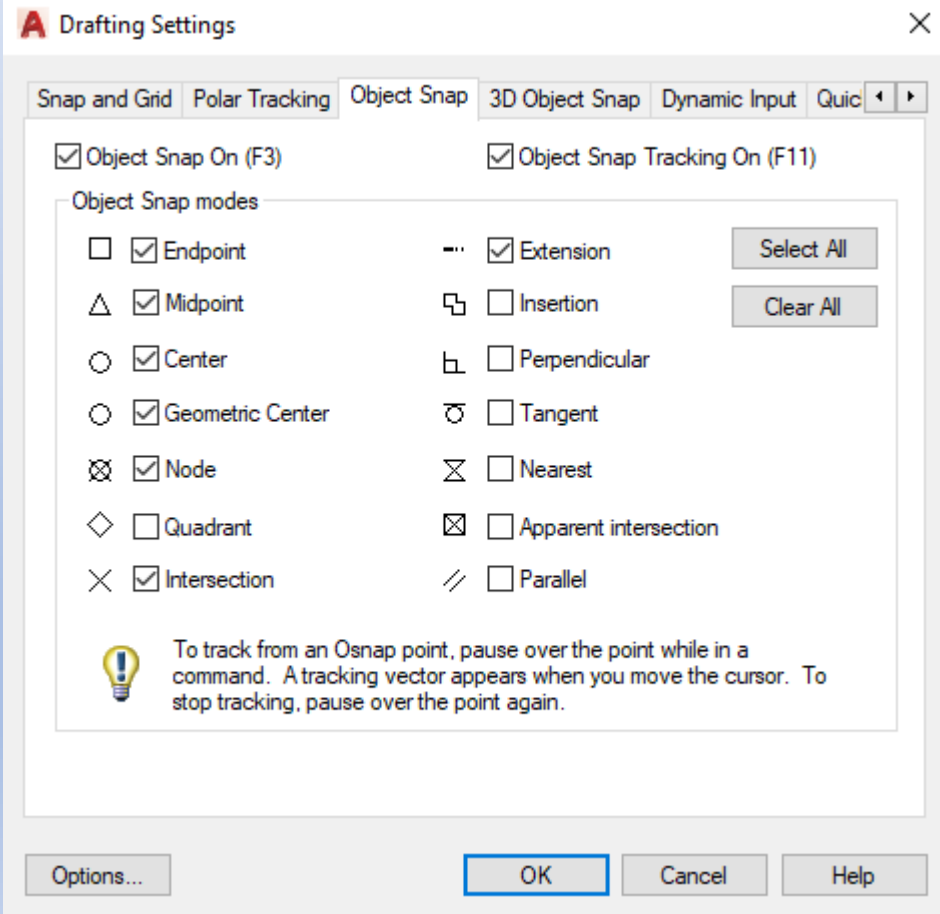 Drafting Settings
Snap and Grid Polar Tracking Object Snap 3D Object Snap Dynamic Input Quic
Object Snap On (F3) Object Snap Tracking On (F11)
Object Snap modes
Endpoint Extension Select All
Midpoint Insertion Clear All
Center Perpendicular
Geometric Center Tangent
Node Nearest
Quadrant Apparent intersection
Intersection Parallel
To track from an Osnap point, pause over the point while in a
command. A tracking vector appears when you move the cursor. To
stop tracking, pause over the point again.
Options... OK Cancel Help